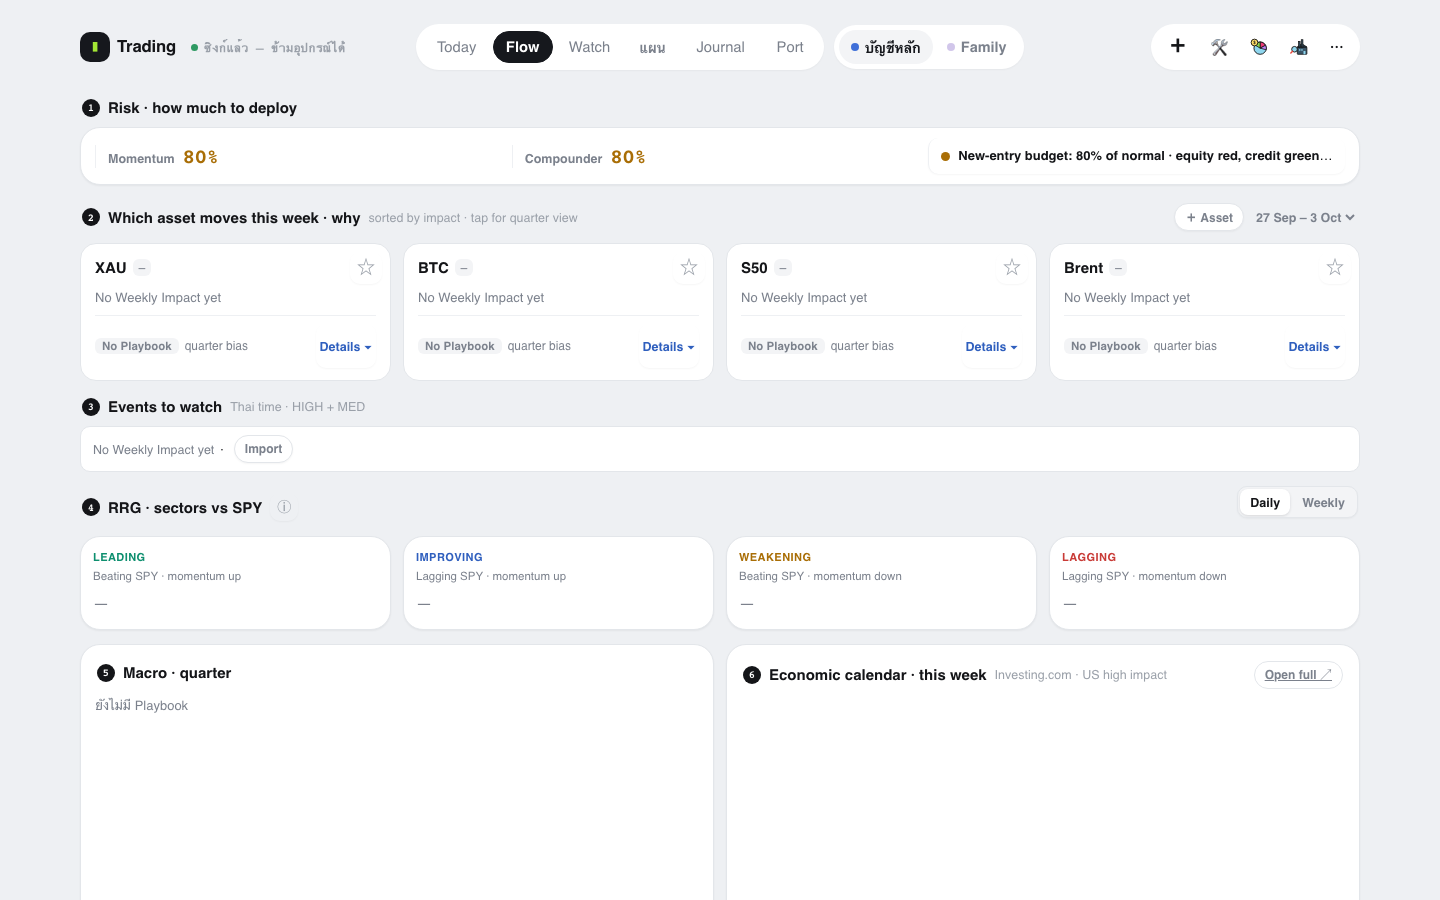 Trading
ซิงก์แล้ว — ข้ามอุปกรณ์ได้
Today
Flow
Watch
แผน
Journal
Port
บัญชีหลัก
Family
1 Risk · how much to deploy
Momentum 80%
Compounder 80%
New-entry budget: 80% of normal · equity red, credit green…
2 Which asset moves this week · why sorted by impact · tap for quarter view
+ Asset
27 Sep – 3 Oct
XAU –
No Weekly Impact yet
No Playbook quarter bias
Details
BTC –
No Weekly Impact yet
No Playbook quarter bias
Details
S50 –
No Weekly Impact yet
No Playbook quarter bias
Details
Brent –
No Weekly Impact yet
No Playbook quarter bias
Details
3 Events to watch Thai time · HIGH + MED
No Weekly Impact yet · Import
4 RRG · sectors vs SPY ⓘ
Daily
Weekly
LEADING
Beating SPY · momentum up
—
IMPROVING
Lagging SPY · momentum up
—
WEAKENING
Beating SPY · momentum down
—
LAGGING
Lagging SPY · momentum down
—
5 Macro · quarter
ยังไม่มี Playbook
6 Economic calendar · this week Investing.com · US high impact
Open full ↗